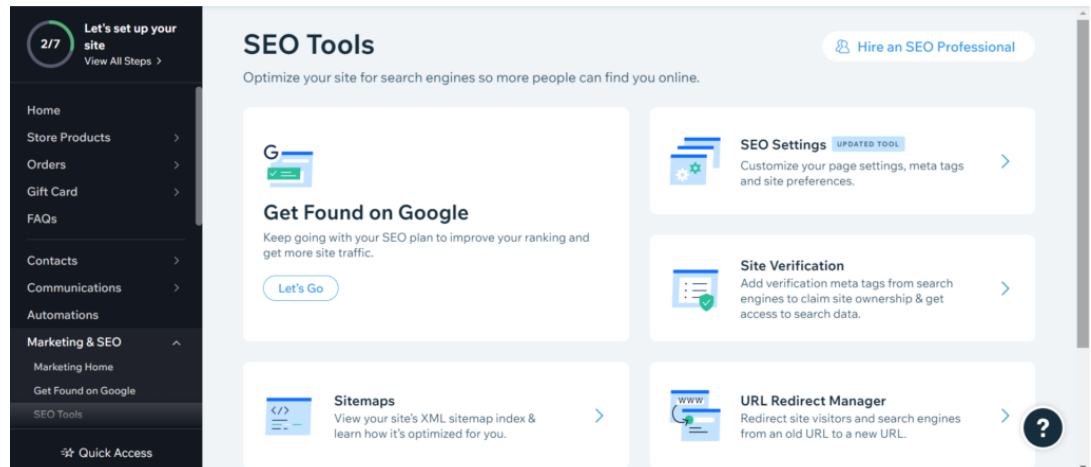 2/7
Let's set up your
site
View All Steps >
Home
Store Products
Orders
Gift Card
FAQs
Contacts
Communications
Automations
Marketing & SEO
Marketing Home
Get Found on Google
SEO Tools
Quick Access
SEO Tools
Hire an SEO Professional
Optimize your site for search engines so more people can find you online.
G
Get Found on Google
Keep going with your SEO plan to improve your ranking and
get more site traffic.
Let's Go
SEO Settings UPDATED TOOL
Customize your page settings, meta tags
and site preferences.
Site Verification
Add verification meta tags from search
engines to claim site ownership & get
access to search data.
</>
Sitemaps
View your site's XML sitemap index &
learn how it's optimized for you.
www
URL Redirect Manager
Redirect site visitors and search engines
from an old URL to a new URL.
?